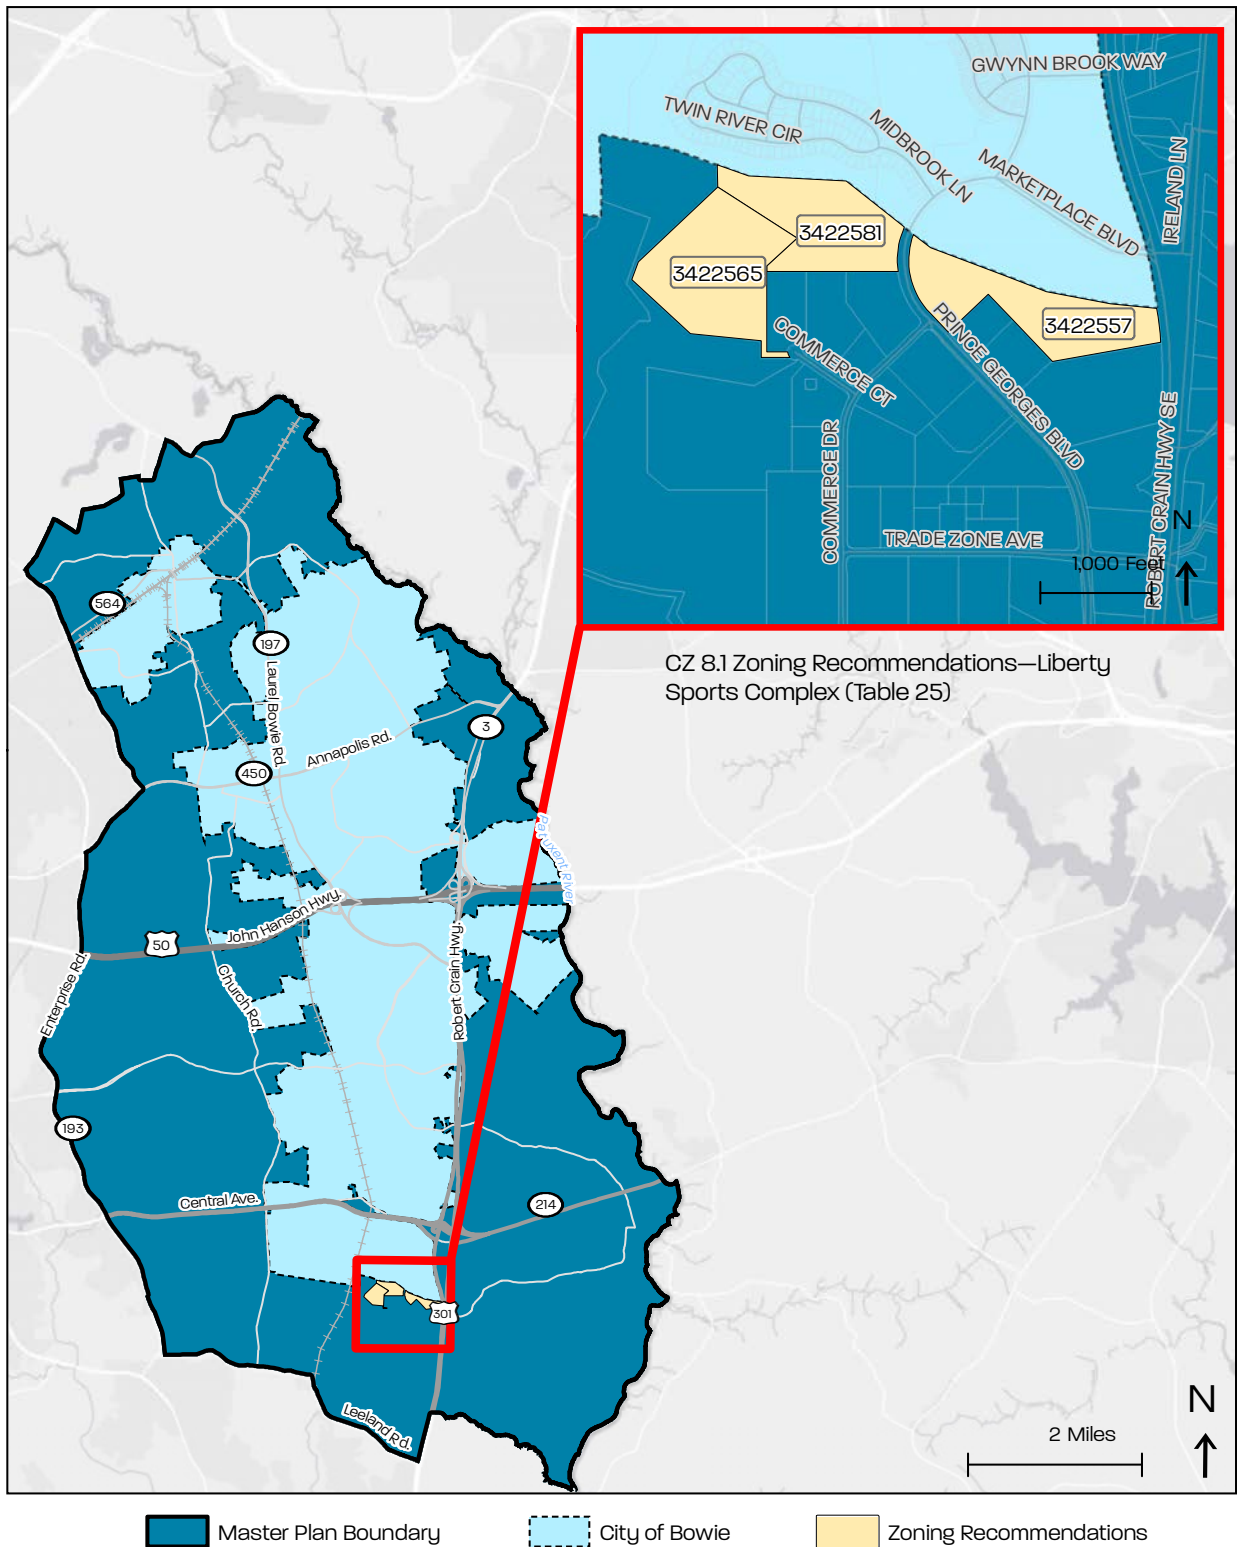 GWYNN BROOK WAY
TWIN RIVER CIR
MIDBROOK LN
MARKETPLACE BLVD
IRELAND LN
3422581
3422565
3422557
COMMERCE CT
PRINCE GEORGES BLVD
COMMERCE DR
TRADE ZONE AVE
ROBERT CRAIN HWY SE
N
1,000 Feet
CZ 8.1 Zoning Recommendations—Liberty
Sports Complex (Table 25)
564
197
Laurel Bowie Rd.
3
Annapolis Rd.
450
Patuxent River
John Hanson Hwy.
50
Enterprise Rd.
Church Rd.
Robert Crain Hwy.
193
Central Ave.
214
301
Leeland Rd.
N
2 Miles
Master Plan Boundary
City of Bowie
Zoning Recommendations